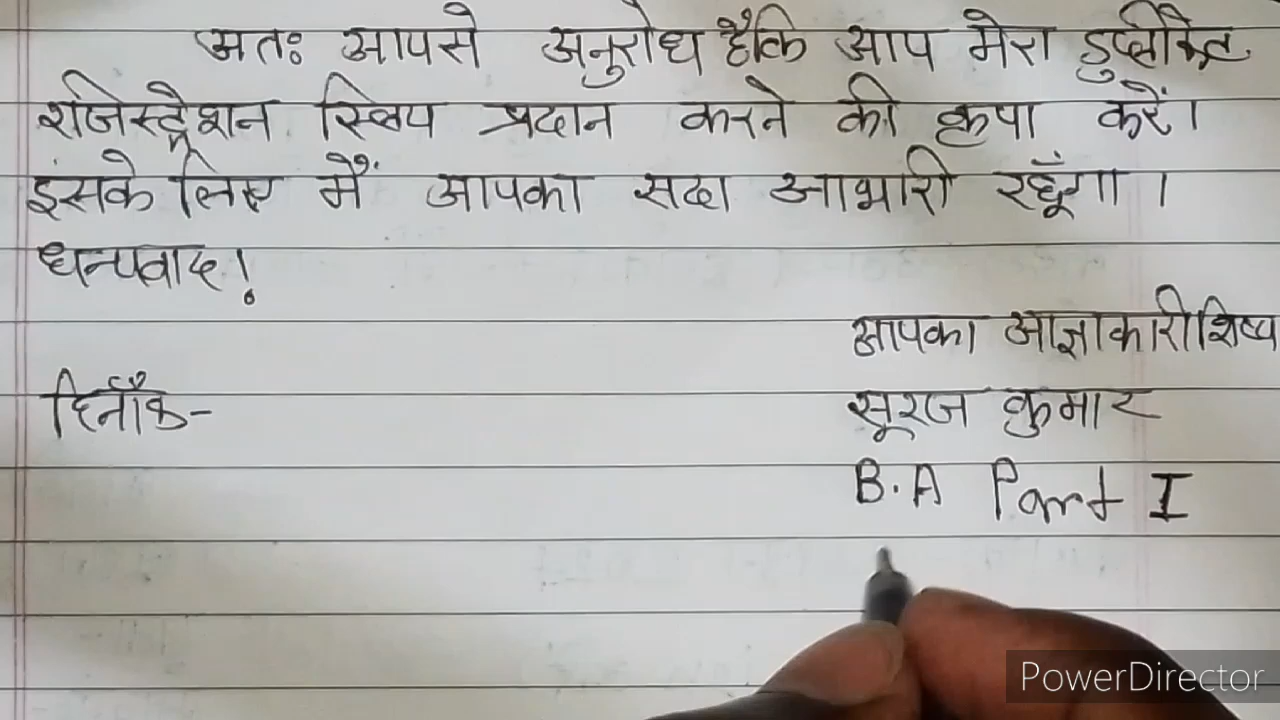 अतः आपसे अनुरोध हैकि आप मेरा डुप्लीकेट
रजिस्ट्रेशन स्लिप प्रदान करने की कृपा करें।
इसके लिए मैं आपका सदा आभारी रहूँगा।
धन्यवाद!
आपका आज्ञाकारी शिष्य
दिनाँक-
सूरज कुमार
B.A Part I
PowerDirector